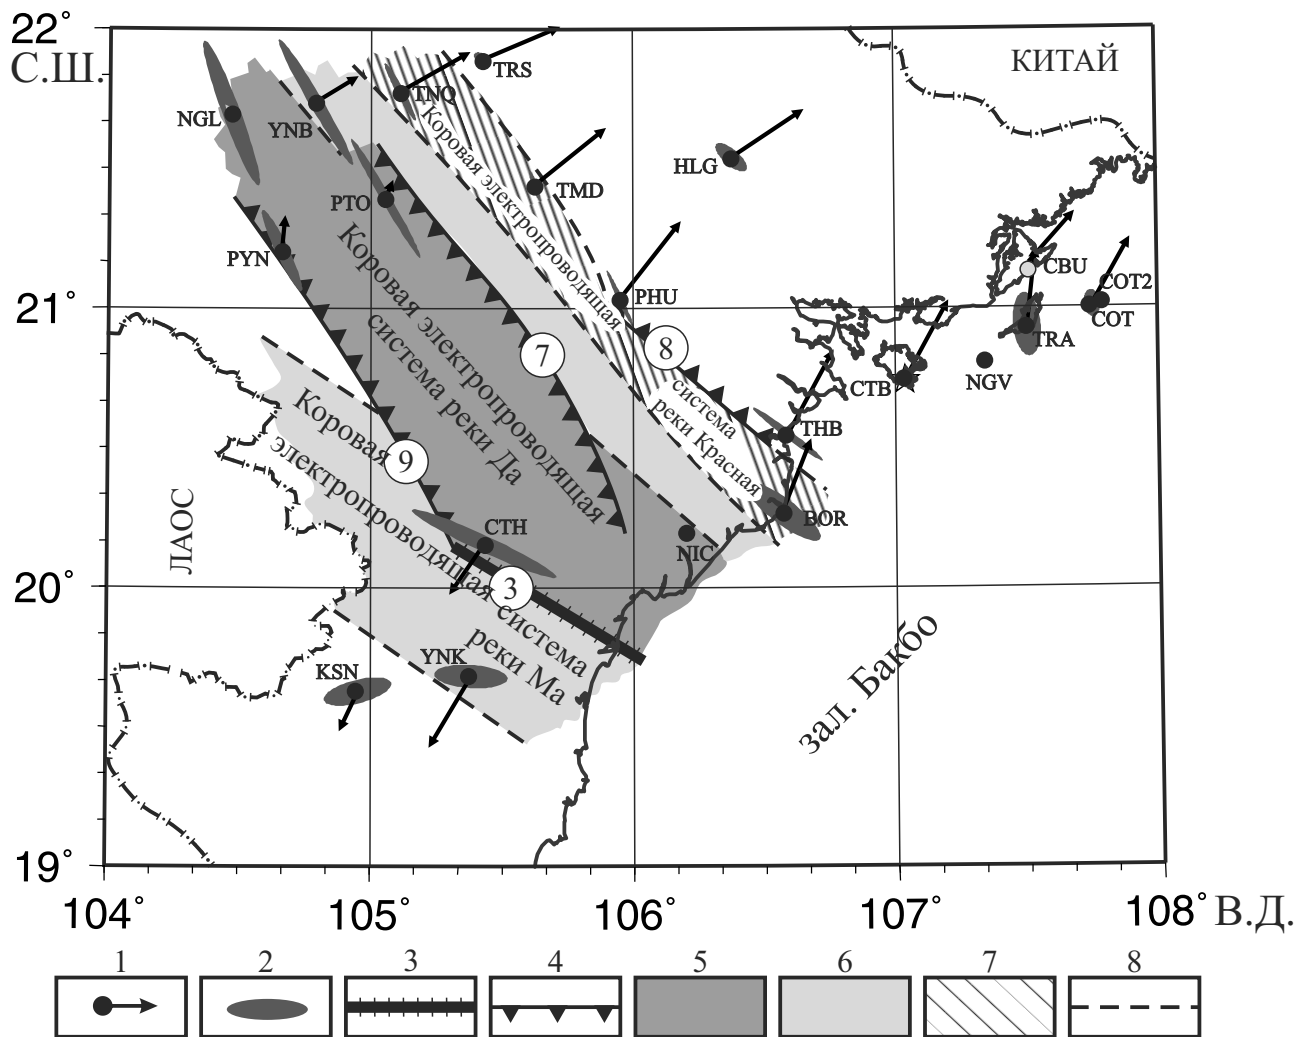 22°
С.Ш.
КИТАЙ
TRS
TNQ
NGL
YNB
HLG
TMD
PTO
Коровая электропроводящая
система
реки Красная
PYN
Коровая электропроводящая
система реки Да
CBU
COT2
PHU
21°
COT
TRA
7
8
NGV
CTB
THB
Коровая
электропроводящая система
реки Ма
9
BOR
CTH
NIC
ЛАОС
3
20°
зал. Бакбо
YNK
KSN
19°
104°
105°
106°
107°
108°
В.Д.
1
2
3
4
5
6
7
8